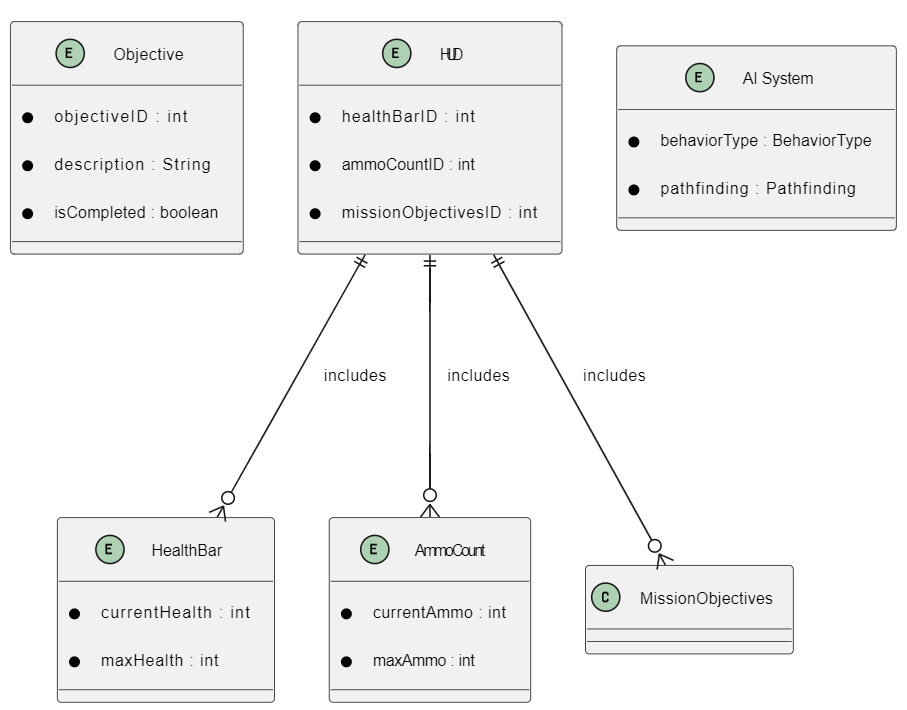 E Objective
objectiveID : int
description : String
isCompleted : boolean
E HUD
healthBarID : int
ammoCountID : int
missionObjectivesID : int
E AI System
behaviorType : BehaviorType
pathfinding : Pathfinding
includes
includes
includes
E HealthBar
currentHealth : int
maxHealth : int
E AmmoCount
currentAmmo : int
maxAmmo : int
C MissionObjectives